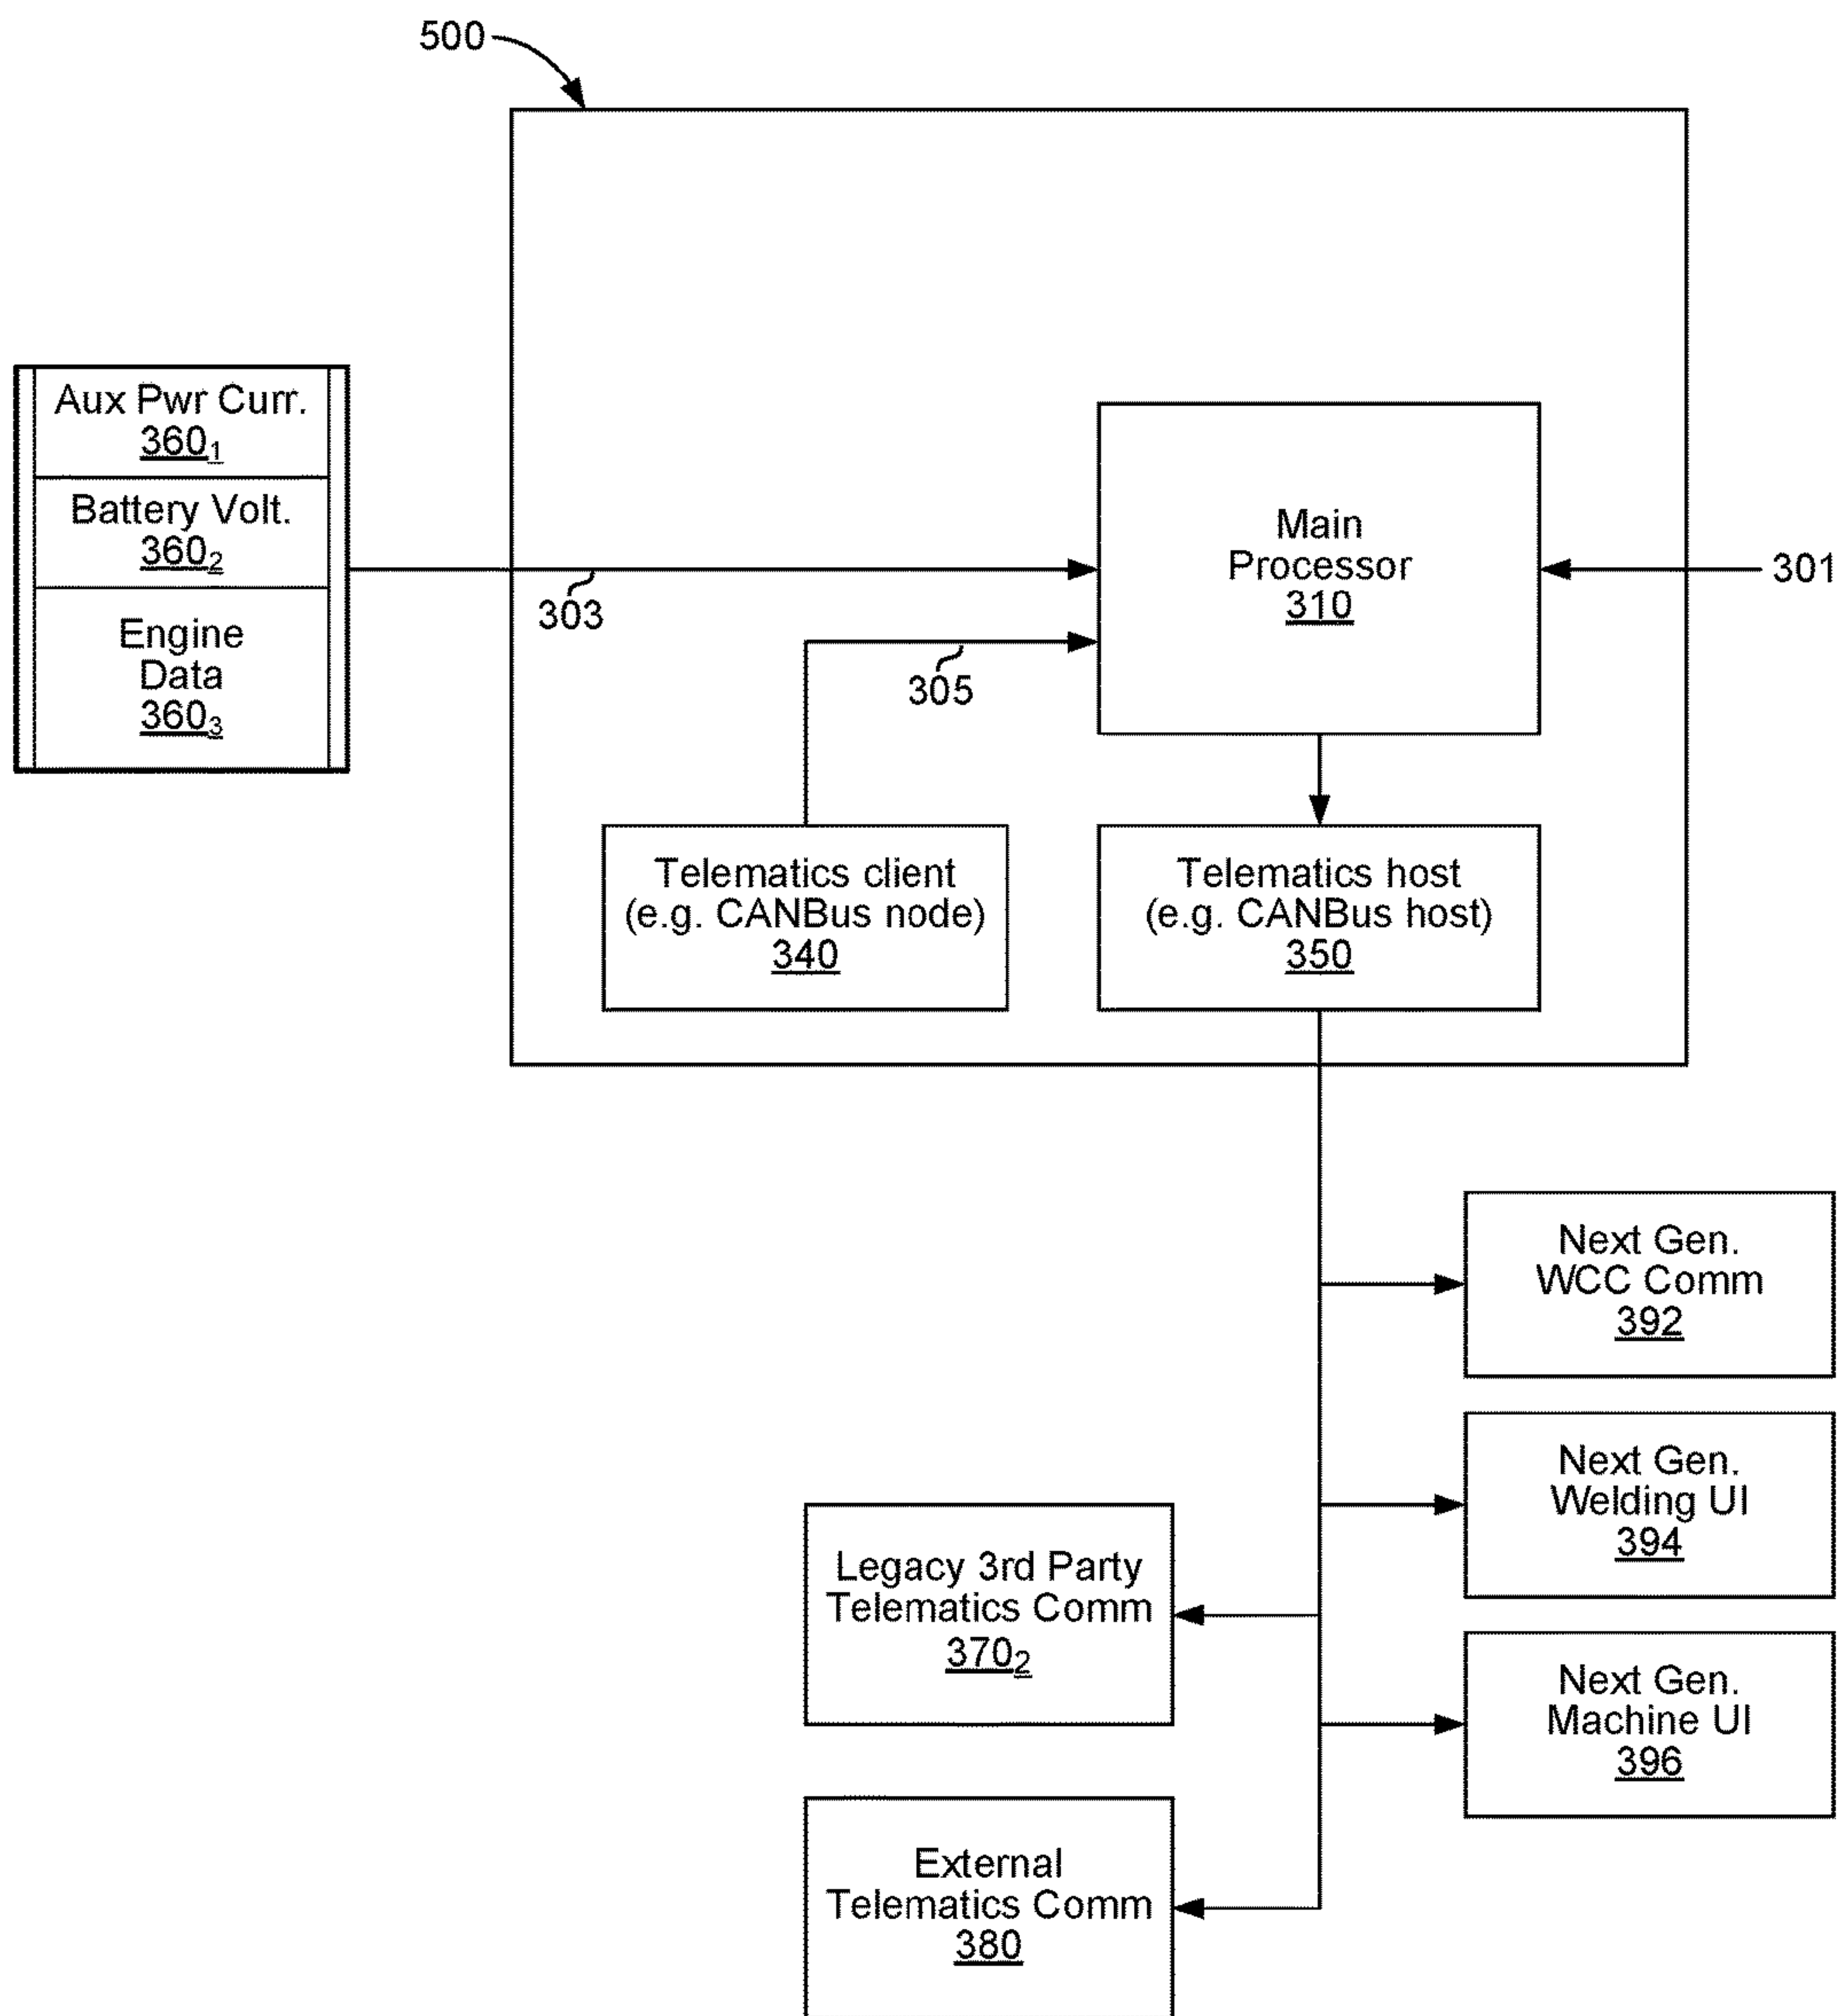 500
Aux Pwr Curr.
360₁
Battery Volt.
360₂
Engine
Data
360₃
303
305
Main
Processor
310
301
Telematics client
(e.g. CANBus node)
340
Telematics host
(e.g. CANBus host)
350
Next Gen.
WCC Comm
392
Next Gen.
Welding UI
394
Legacy 3rd Party
Telematics Comm
370₂
Next Gen.
Machine UI
396
External
Telematics Comm
380